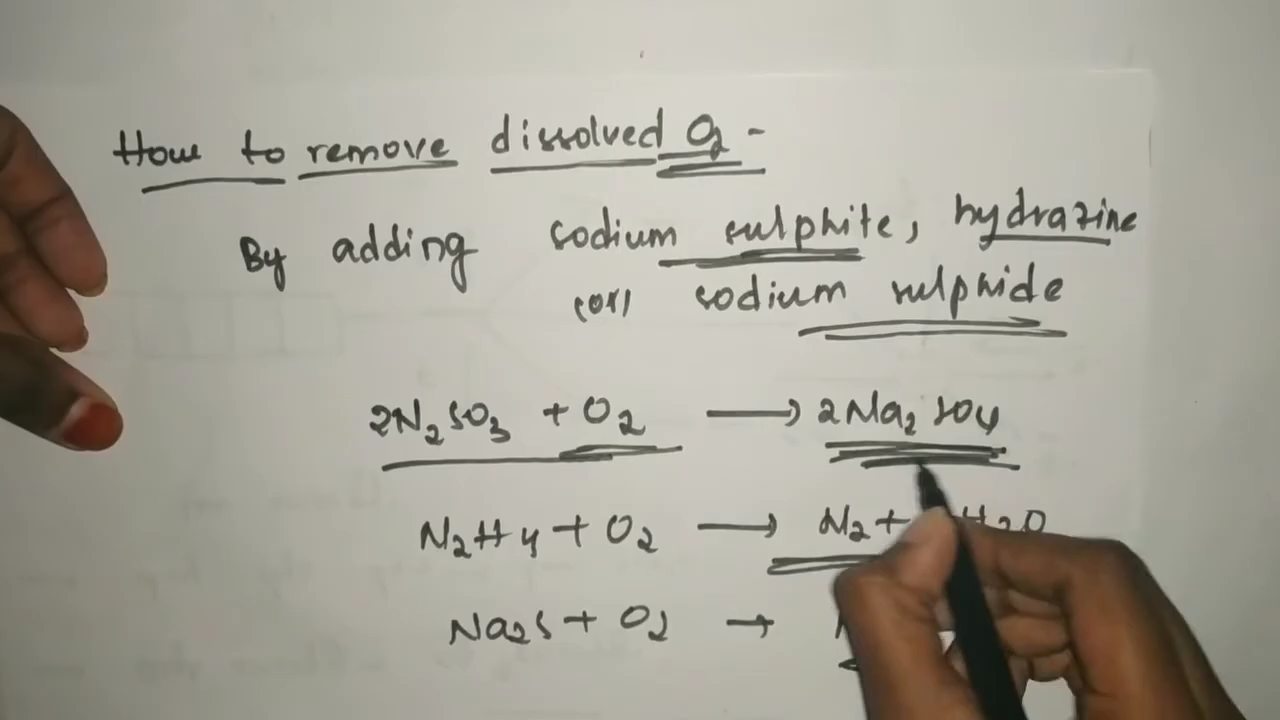 How to remove dissolved O2 -
By adding sodium sulphite, hydrazine
(or) sodium sulphide
2N2SO3 + O2 → 2Na2SO4
N2H4 + O2 → N2 + H2O
Na2S + O2 →